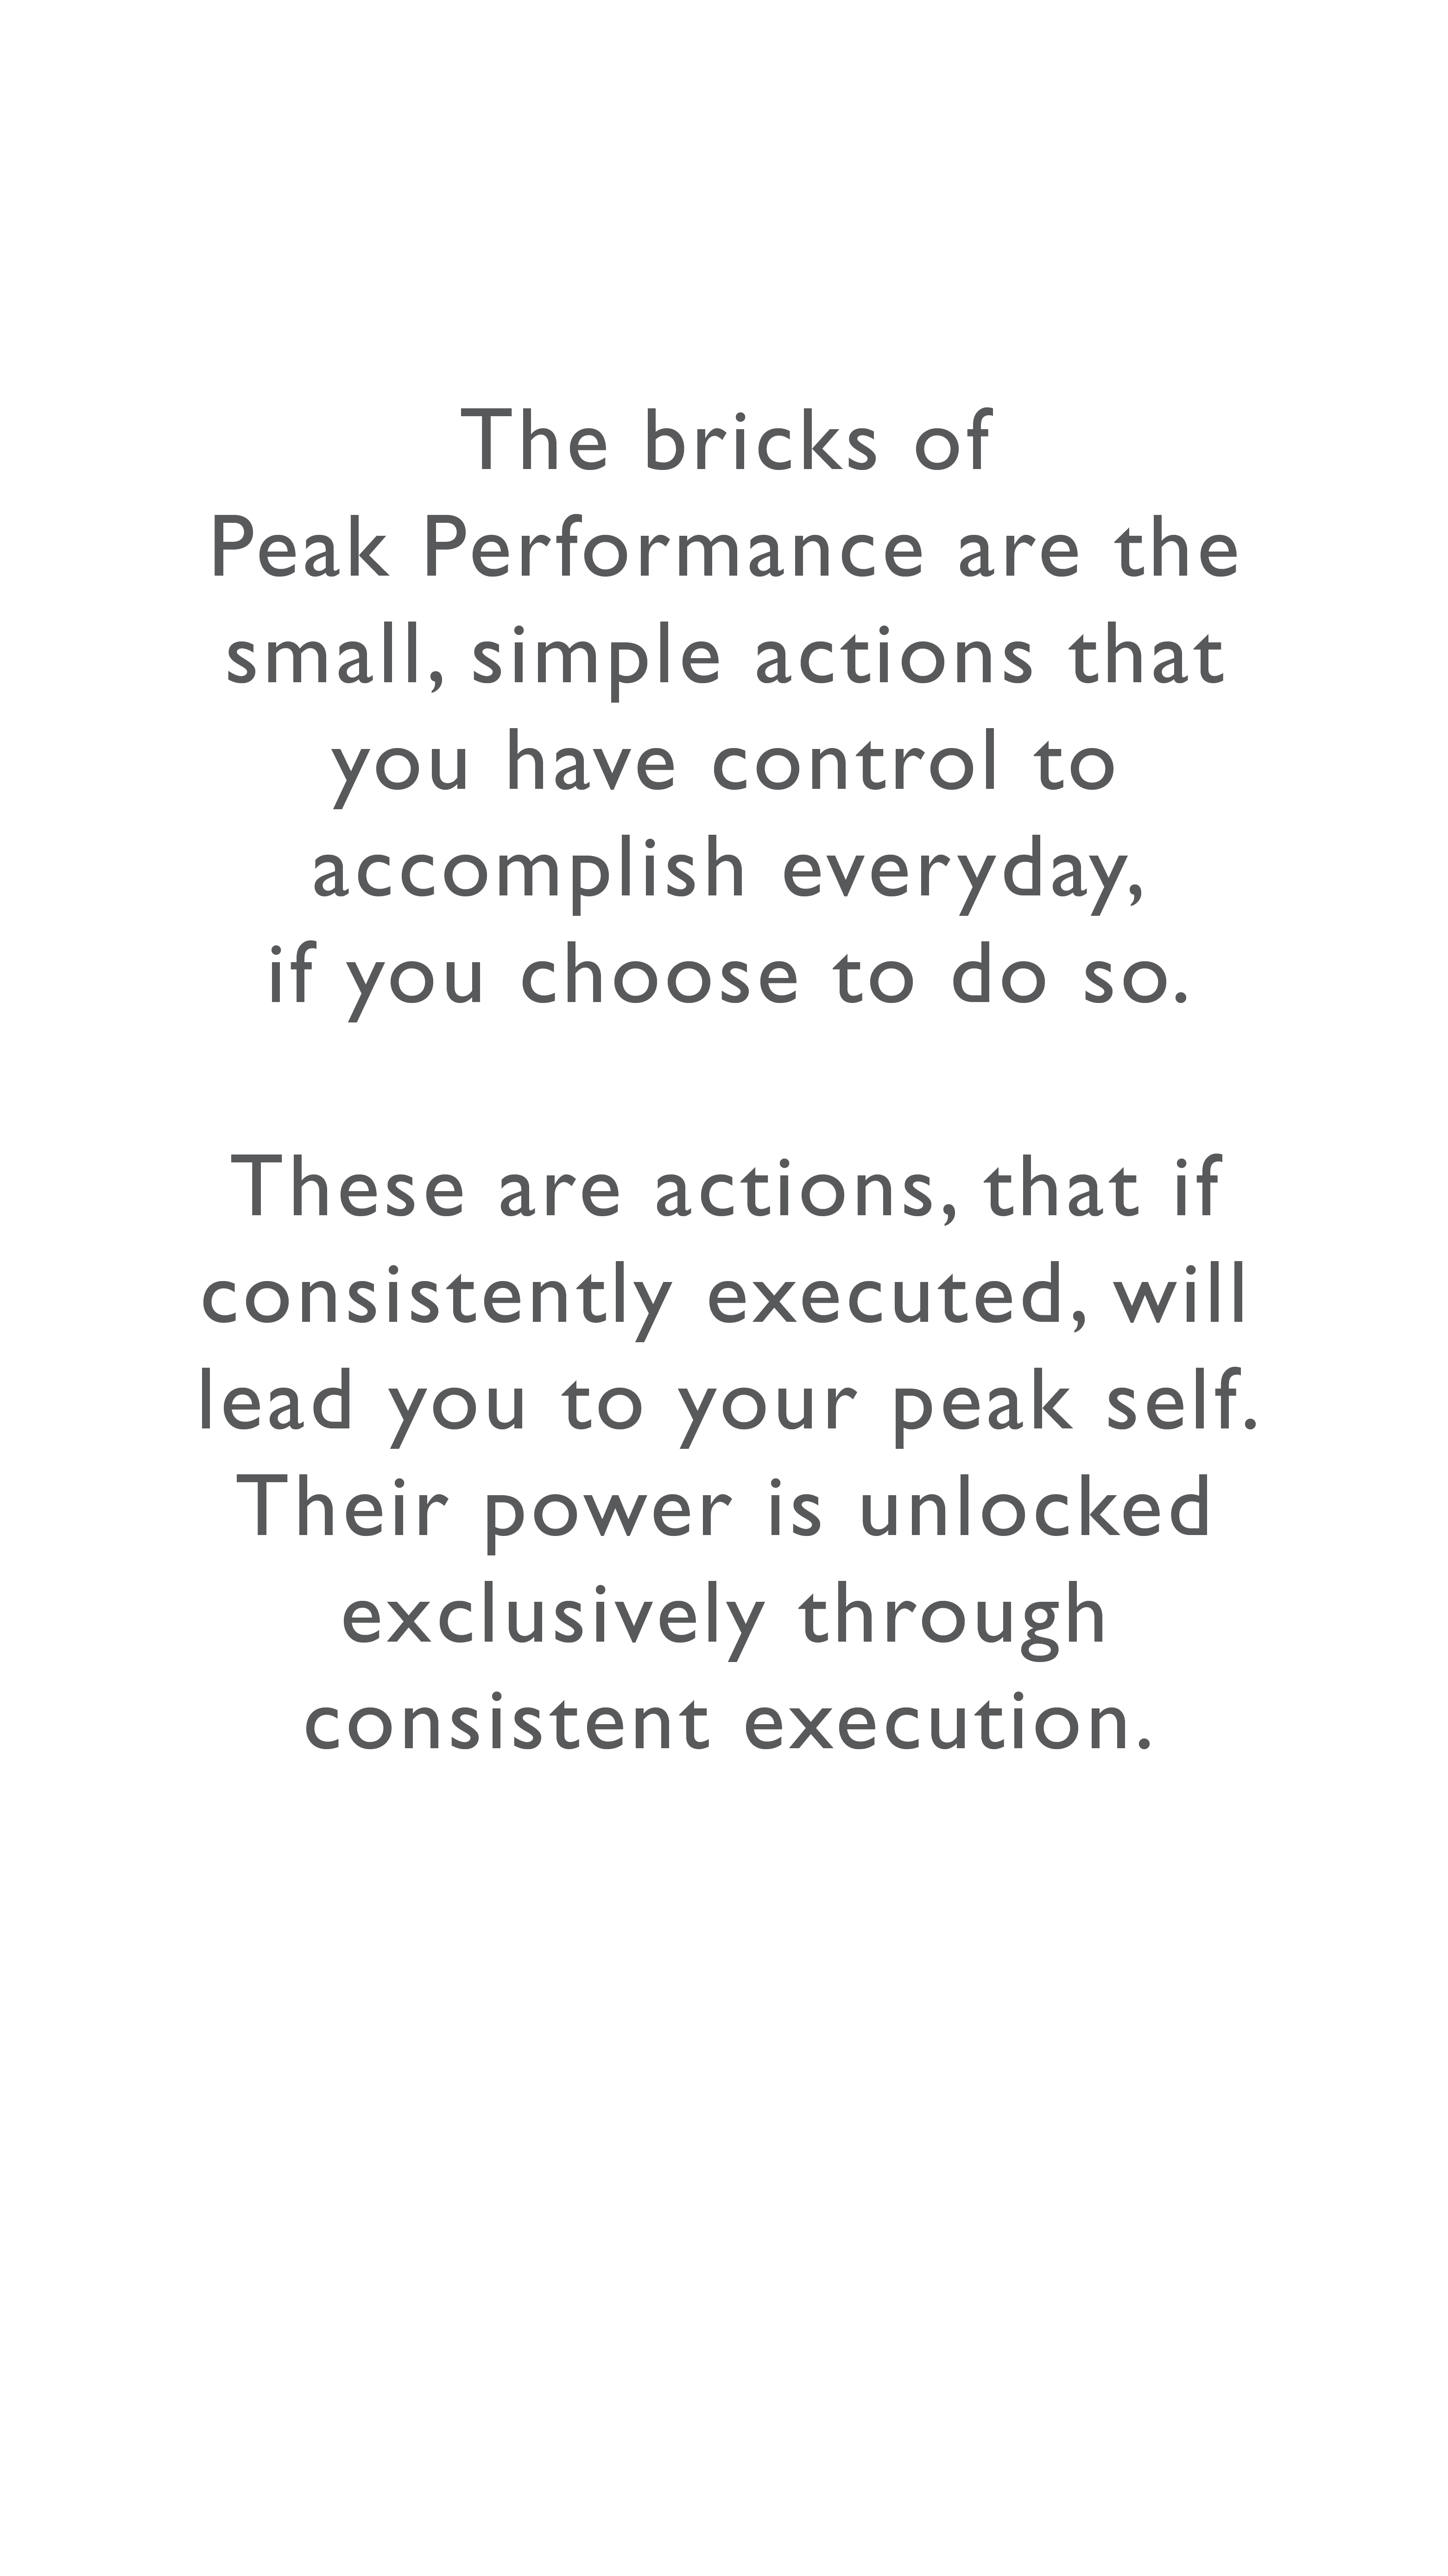 The bricks of
Peak Performance are the
small, simple actions that
you have control to
accomplish everyday,
if you choose to do so.
These are actions, that if
consistently executed, will
lead you to your peak self.
Their power is unlocked
exclusively through
consistent execution.